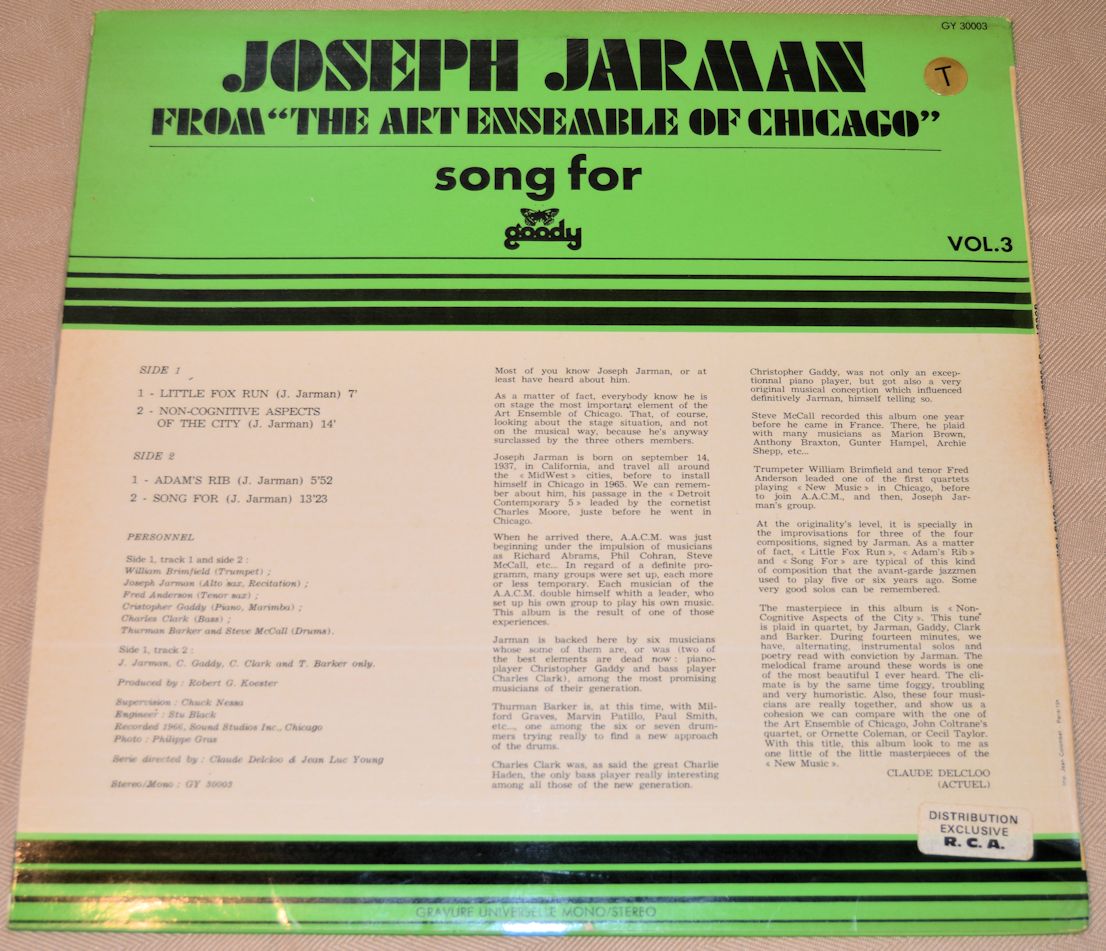 GY 30003
JOSEPH JARMAN
T
FROM "THE ART ENSEMBLE OF CHICAGO"
song for
goody
VOL.3
SIDE 1
1 - LITTLE FOX RUN (J. Jarman) 7'
2 - NON-COGNITIVE ASPECTS
OF THE CITY (J. Jarman) 14'
SIDE 2
1 - ADAM'S RIB (J. Jarman) 5'52
2 - SONG FOR (J. Jarman) 13'23
PERSONNEL
Side 1, track 1 and side 2 :
William Brimfield (Trumpet) ;
Joseph Jarman (Alto sax, Recitation) ;
Fred Anderson (Tenor sax) ;
Cristopher Gaddy (Piano, Marimba) ;
Charles Clark (Bass) ;
Thurman Barker and Steve McCall (Drums).
Side 1, track 2 :
J. Jarman, C. Gaddy, C. Clark and T. Barker only.
Produced by : Robert G. Koester
Supervision : Chuck Nessa
Engineer : Stu Black
Recorded 1966, Sound Studios Inc., Chicago
Photo : Philippe Gras
Serie directed by : Claude Delcloo & Jean Luc Young
Stereo/Mono : GY 30003
Most of you know Joseph Jarman, or at
least have heard about him.
As a matter of fact, everybody know he is
on stage the most important element of the
Art Ensemble of Chicago. That, of course,
looking about the stage situation, and not
on the musical way, because he's anyway
surclassed by the three others members.
Joseph Jarman is born on september 14,
1937, in California, and travel all around
the « MidWest » cities, before to install
himself in Chicago in 1965. We can remem-
ber about him, his passage in the « Detroit
Contemporary 5 » leaded by the cornetist
Charles Moore, juste before he went in
Chicago.
When he arrived there, A.A.C.M. was just
beginning under the impulsion of musicians
as Richard Abrams, Phil Cohran, Steve
McCall, etc... In regard of a definite pro-
gramm, many groups were set up, each more
or less temporary. Each musician of the
A.A.C.M. double himself whith a leader, who
set up his own group to play his own music.
This album is the result of one of those
experiences.
Jarman is backed here by six musicians
whose some of them are, or was (two of
the best elements are dead now : piano-
player Christopher Gaddy and bass player
Charles Clark), among the most promising
musicians of their generation.
Thurman Barker is, at this time, with Mil-
ford Graves, Marvin Patillo, Paul Smith,
etc..., one among the six or seven drum-
mers trying really to find a new approach
of the drums.
Charles Clark was, as said the great Charlie
Haden, the only bass player really interesting
among all those of the new generation.
Christopher Gaddy, was not only an excep-
tionnal piano player, but got also a very
original musical conception which influenced
definitively Jarman, himself telling so.
Steve McCall recorded this album one year
before he came in France. There, he plaid
with many musicians as Marion Brown,
Anthony Braxton, Gunter Hampel, Archie
Shepp, etc...
Trumpeter William Brimfield and tenor Fred
Anderson leaded one of the first quartets
playing « New Music » in Chicago, before
to join A.A.C.M., and then, Joseph Jar-
man's group.
At the originality's level, it is specially in
the improvisations for three of the four
compositions, signed by Jarman. As a matter
of fact, « Little Fox Run », « Adam's Rib »
and « Song For » are typical of this kind
of composition that the avant-garde jazzmen
used to play five or six years ago. Some
very good solos can be remembered.
The masterpiece in this album is « Non-
Cognitive Aspects of the City ». This tune
is plaid in quartet, by Jarman, Gaddy, Clark
and Barker. During fourteen minutes, we
have, alternating, instrumental solos and
poetry read with conviction by Jarman. The
melodical frame around these words is one
of the most beautiful I ever heard. The cli-
mate is by the same time foggy, troubling
and very humoristic. Also, these four musi-
cians are really together, and show us a
cohesion we can compare with the one of
the Art Ensemble of Chicago, John Coltrane's
quartet, or Ornette Coleman, or Cecil Taylor.
With this title, this album look to me as
one little of the little masterpieces of the
« New Music ».
CLAUDE DELCLOO
(ACTUEL)
DISTRIBUTION
EXCLUSIVE
R. C. A.
GRAVURE UNIVERSELLE MONO/STEREO